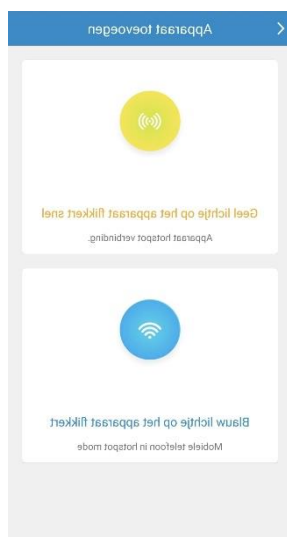 Apparaat toevoegen
Geel lichtje op het apparaat flikkert snel
Apparaat hotspot verbinding.
Blauw lichtje op het apparaat flikkert
Mobiele telefoon in hotspot mode